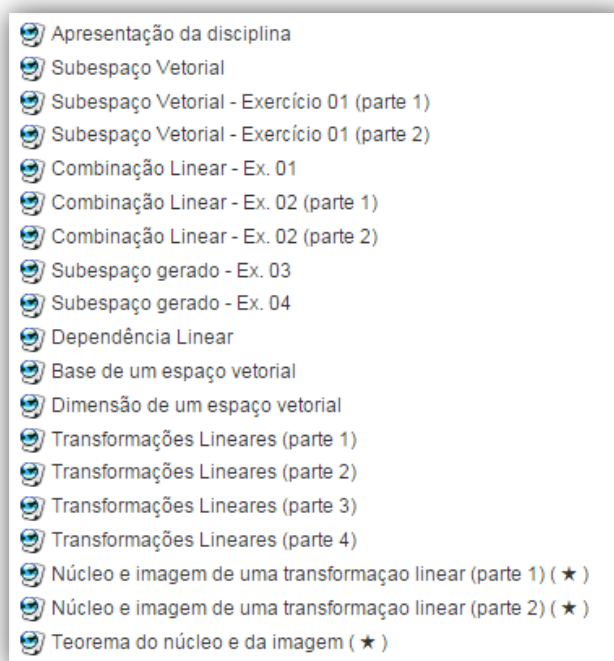 Apresentação da disciplina
Subespaço Vetorial
Subespaço Vetorial - Exercício 01 (parte 1)
Subespaço Vetorial - Exercício 01 (parte 2)
Combinação Linear - Ex. 01
Combinação Linear - Ex. 02 (parte 1)
Combinação Linear - Ex. 02 (parte 2)
Subespaço gerado - Ex. 03
Subespaço gerado - Ex. 04
Dependência Linear
Base de um espaço vetorial
Dimensão de um espaço vetorial
Transformações Lineares (parte 1)
Transformações Lineares (parte 2)
Transformações Lineares (parte 3)
Transformações Lineares (parte 4)
Núcleo e imagem de uma transformaçao linear (parte 1) ( ★ )
Núcleo e imagem de uma transformaçao linear (parte 2) ( ★ )
Teorema do núcleo e da imagem ( ★ )